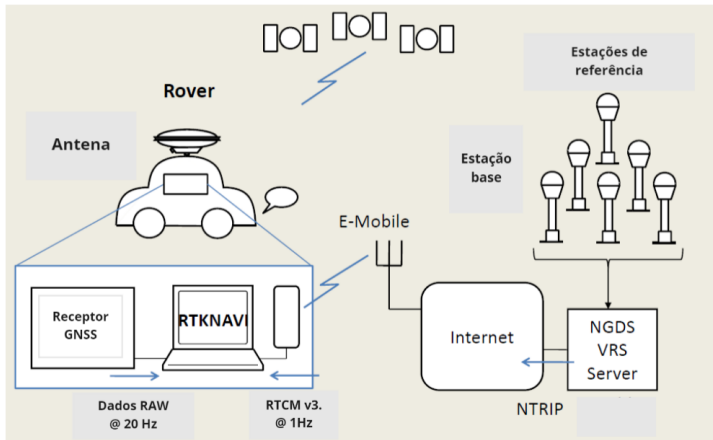 Estações de
referência
Rover
Antena
Estação
base
E-Mobile
Receptor
GNSS
RTKNAVI
Internet
NGDS
VRS
Server
NTRIP
Dados RAW
@ 20 Hz
RTCM v3.
@ 1Hz